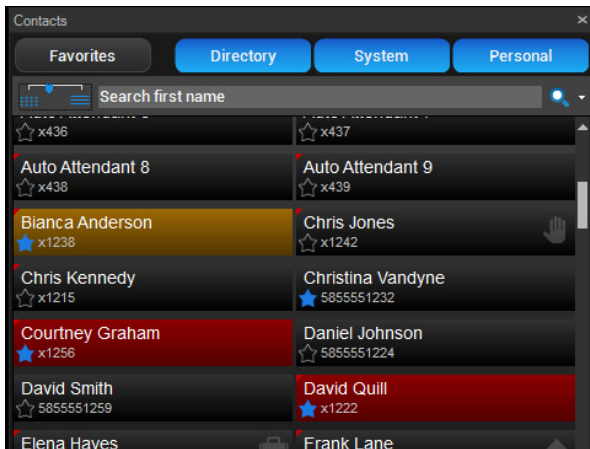 Contacts
Favorites Directory System Personal
Search first name
x436 x437
Auto Attendant 8 Auto Attendant 9
x438 x439
Bianca Anderson Chris Jones
x1238 x1242
Chris Kennedy Christina Vandyne
x1215 5855551232
Courtney Graham Daniel Johnson
x1256 5855551224
David Smith David Quill
5855551259 x1222
Elena Hayes Frank Lane